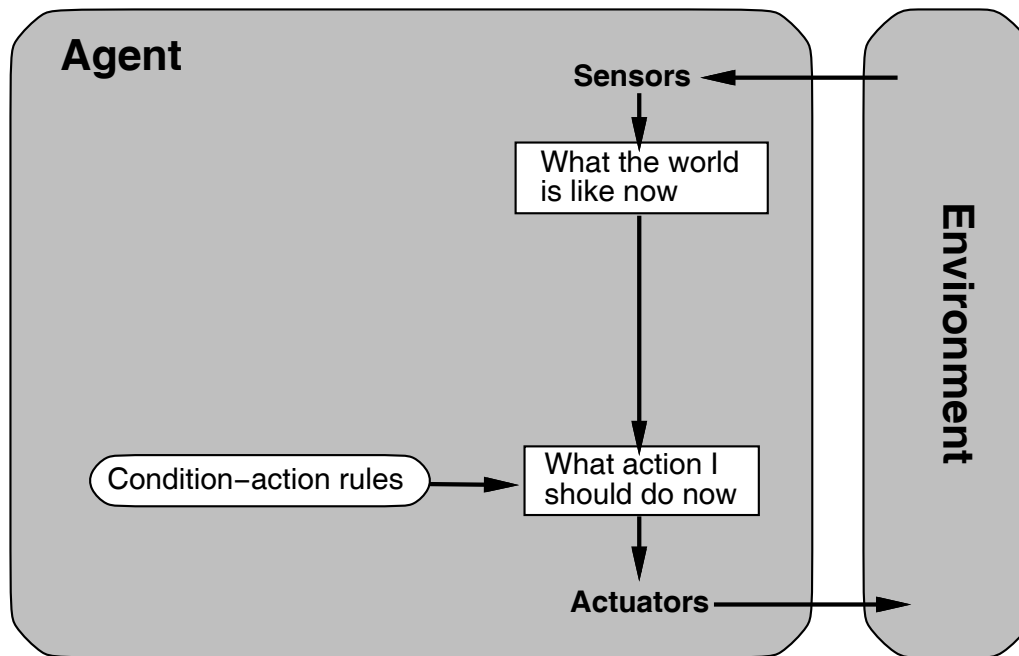 Agent
Sensors
What the world
is like now
Environment
Condition−action rules
What action I
should do now
Actuators